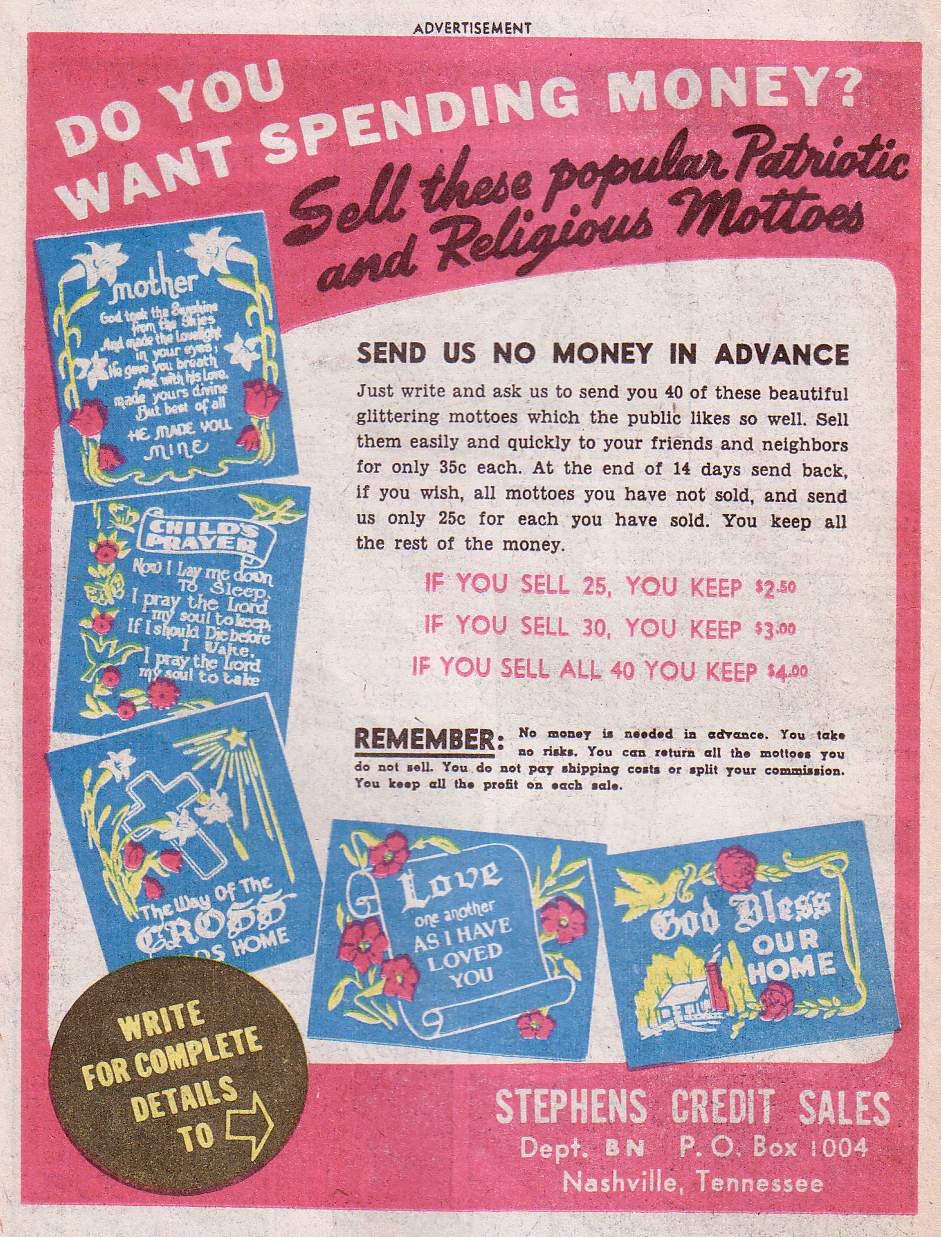 ADVERTISEMENT
DO YOU
WANT SPENDING MONEY?
Sell these popular Patriotic
and Religious Mottoes
mother
God took the Sunshine
from the Skies
And made the Lovelight
in your eyes;
He gave you breath
And with his Love,
made yours divine
But best of all
HE MADE YOU
MINE
CHILD'S
PRAYER
Now I Lay me down
To Sleep,
I pray the Lord
my soul to keep,
If I should Die before
I Wake,
I pray the Lord
my soul to take
The Way Of The
CROSS
DS HOME
SEND US NO MONEY IN ADVANCE
Just write and ask us to send you 40 of these beautiful
glittering mottoes which the public likes so well. Sell
them easily and quickly to your friends and neighbors
for only 35c each. At the end of 14 days send back,
if you wish, all mottoes you have not sold, and send
us only 25c for each you have sold. You keep all
the rest of the money.
IF YOU SELL 25, YOU KEEP $2.50
IF YOU SELL 30, YOU KEEP $3.00
IF YOU SELL ALL 40 YOU KEEP $4.00
REMEMBER: No money is needed in advance. You take
no risks. You can return all the mottoes you
do not sell. You do not pay shipping costs or split your commission.
You keep all the profit on each sale.
Love
one another
AS I HAVE
LOVED
YOU
God Bless
OUR
HOME
WRITE
FOR COMPLETE
DETAILS
TO
STEPHENS CREDIT SALES
Dept. BN P. O. Box 1004
Nashville, Tennessee